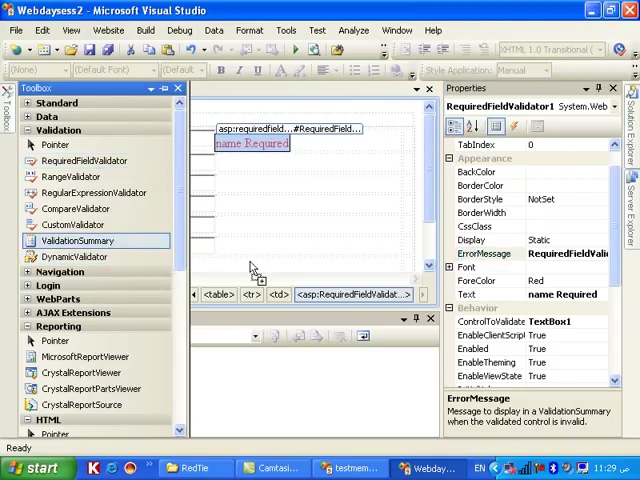 Webdayses2 - Microsoft Visual Studio
File Edit View Website Build Debug Data Format Tools Test Analyze Window Help
XHTML 1.0 Transitional (
(None) (Default Font) (Default B I U A Style Application: Manual
Toolbox
Toolbox
Standard
Data
Validation
Pointer
RequiredFieldValidator
RangeValidator
RegularExpressionValidator
CompareValidator
CustomValidator
ValidationSummary
DynamicValidator
Navigation
Login
WebParts
AJAX Extensions
Reporting
Pointer
MicrosoftReportViewer
CrystalReportViewer
CrystalReportPartsViewer
CrystalReportSource
HTML
Pointer
asp:requiredfield...#RequiredField...
name Required
<table> <tr> <td> <asp:RequiredFieldValidat...>
Properties
RequiredFieldValidator1 System.Web
TabIndex 0
Appearance
BackColor
BorderColor
BorderStyle NotSet
BorderWidth
CssClass
Display Static
ErrorMessage RequiredFieldVali
Font
ForeColor Red
Text name Required
Behavior
ControlToValidate TextBox1
EnableClientScript True
Enabled True
EnableTheming True
EnableViewState True
ErrorMessage
Message to display in a ValidationSummary when the validated control is invalid.
Solution Explorer
Server Explorer
Ready
start K RedTie Camtasi... testmem... Webday... EN 11:29 ص